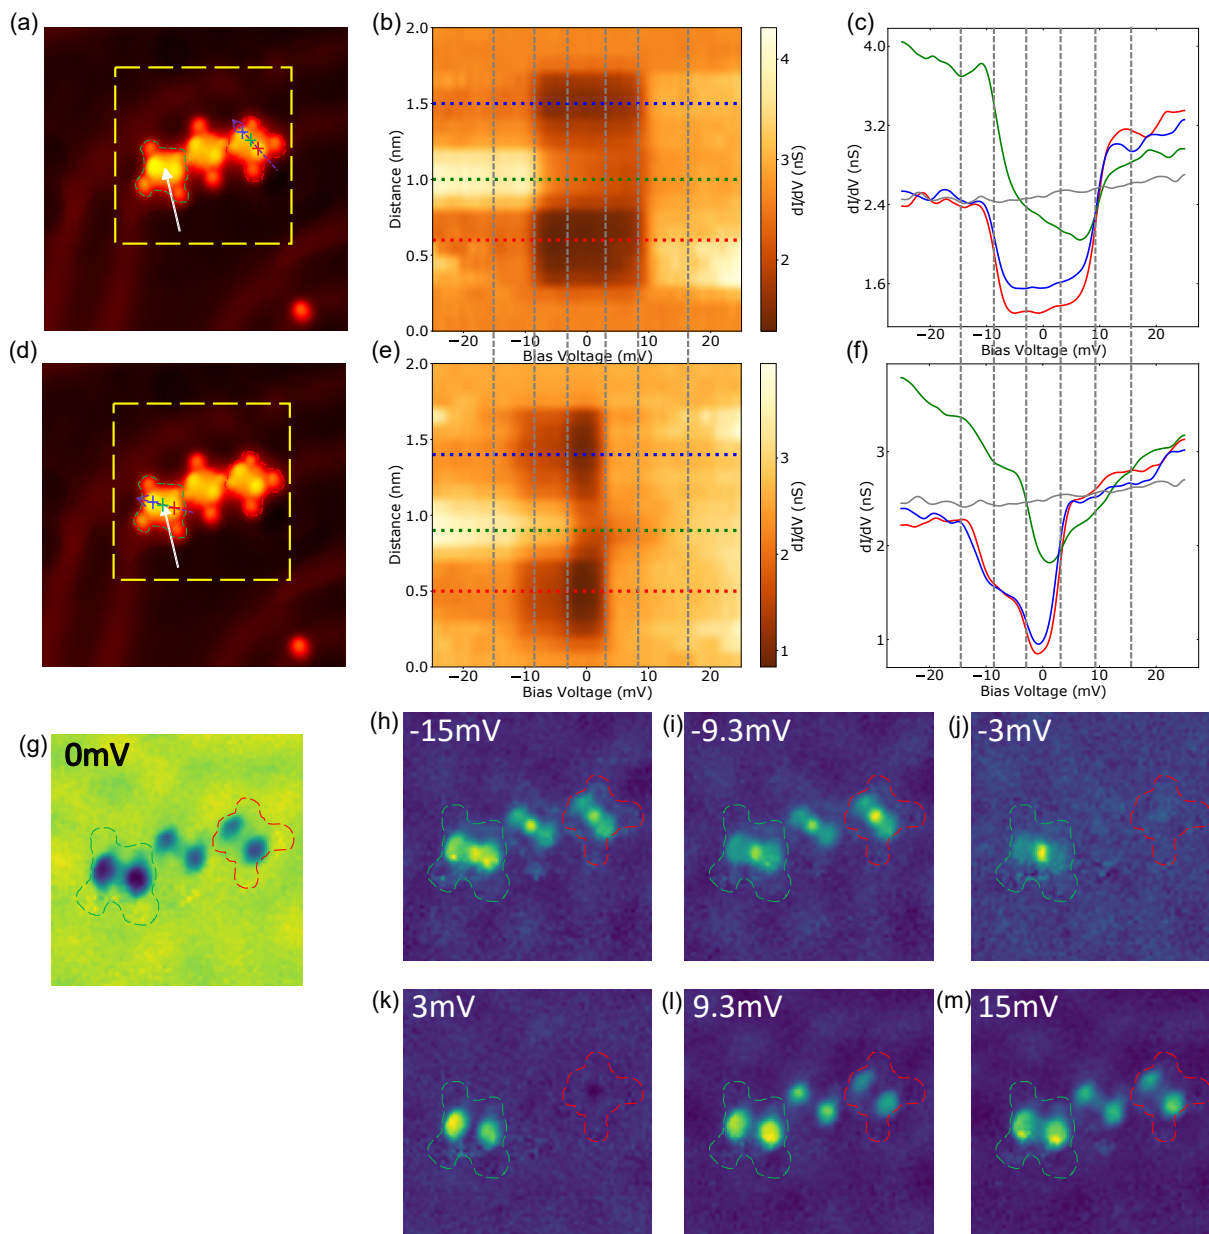 (a)
(b)
2.0
1.5
1.0
0.5
0.0
Distance (nm)
−20 −10 0 10 20
Bias Voltage (mV)
4
3
2
dI/dV (nS)
(c)
4.0
3.2
2.4
1.6
dI/dV (nS)
−20 −10 0 10 20
Bias Voltage (mV)
(d)
(e)
2.0
1.5
1.0
0.5
0.0
Distance (nm)
−20 −10 0 10 20
Bias Voltage (mV)
3
2
1
dI/dV (nS)
(f)
3
2
1
dI/dV (nS)
−20 −10 0 10 20
Bias Voltage (mV)
(g) 0mV
(h) -15mV
(i) -9.3mV
(j) -3mV
(k) 3mV
(l) 9.3mV
(m) 15mV